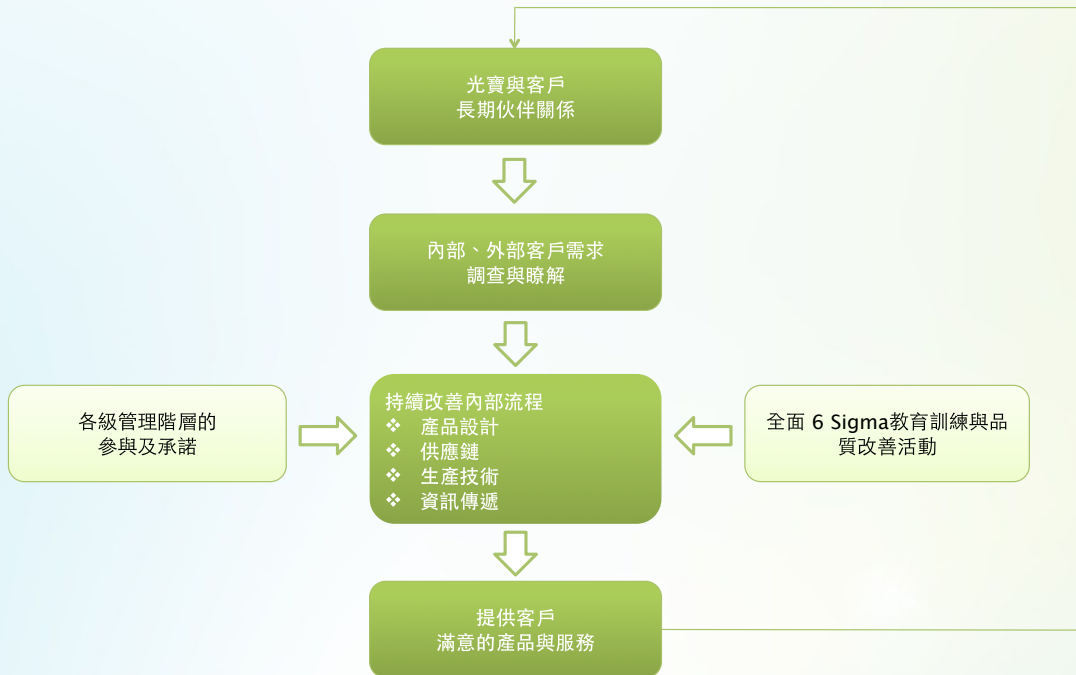 光寶與客戶
長期伙伴關係
內部、外部客戶需求
調查與瞭解
各級管理階層的
參與及承諾
持續改善內部流程
❖ 產品設計
❖ 供應鏈
❖ 生產技術
❖ 資訊傳遞
全面 6 Sigma教育訓練與品
質改善活動
提供客戶
滿意的產品與服務